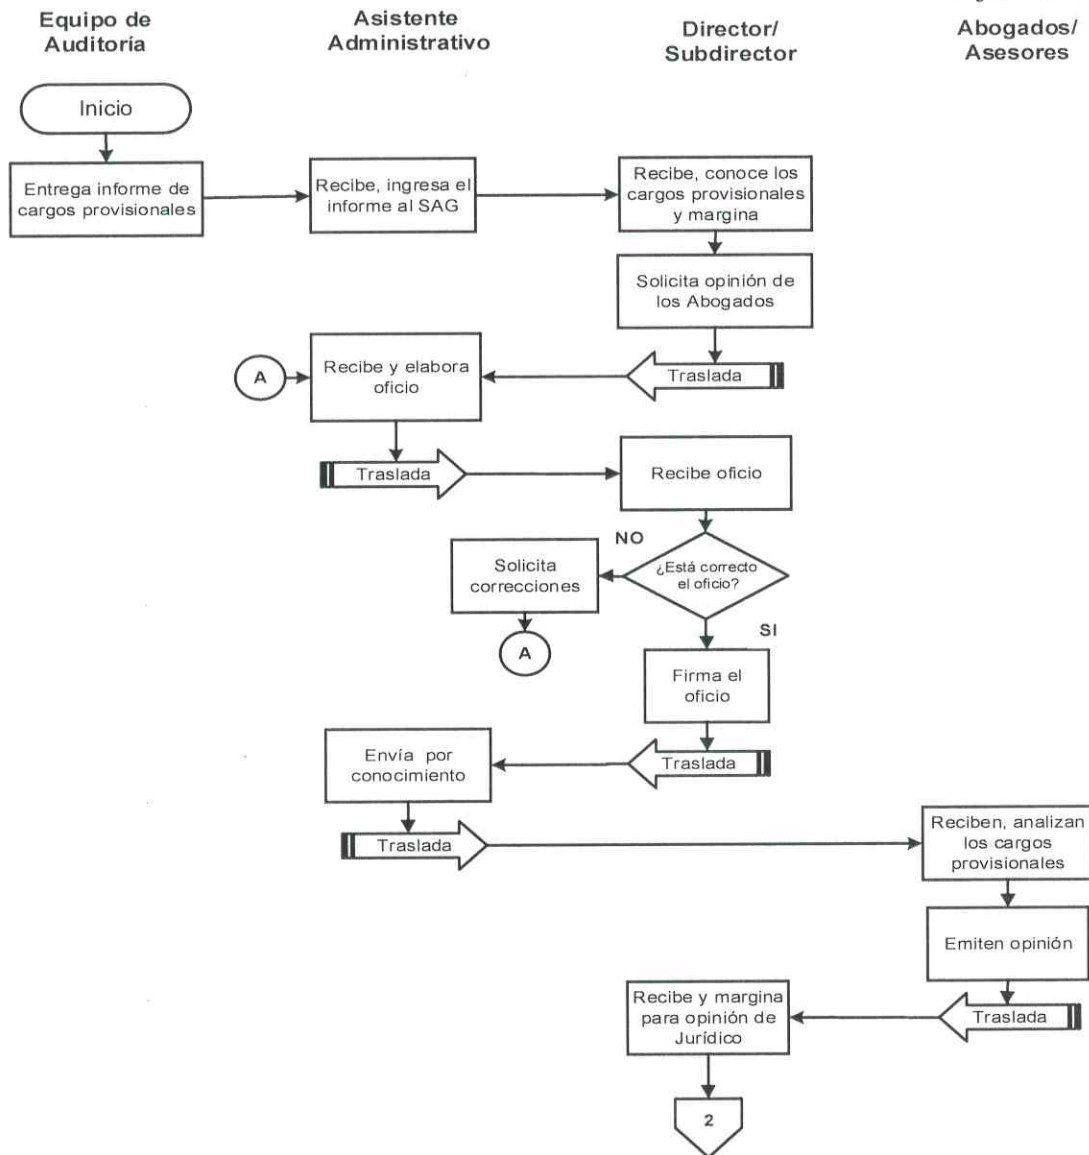 Equipo de
Auditoría
Asistente
Administrativo
Director/
Subdirector
Abogados/
Asesores
Inicio
Entrega informe de
cargos provisionales
Recibe, ingresa el
informe al SAG
Recibe, conoce los
cargos provisionales
y margina
Solicita opinión de
los Abogados
Traslada
A
Recibe y elabora
oficio
Traslada
Recibe oficio
¿Está correcto
el oficio?
NO
Solicita
correcciones
A
SI
Firma el
oficio
Traslada
Envía por
conocimiento
Traslada
Reciben, analizan
los cargos
provisionales
Emiten opinión
Traslada
Recibe y margina
para opinión de
Jurídico
2